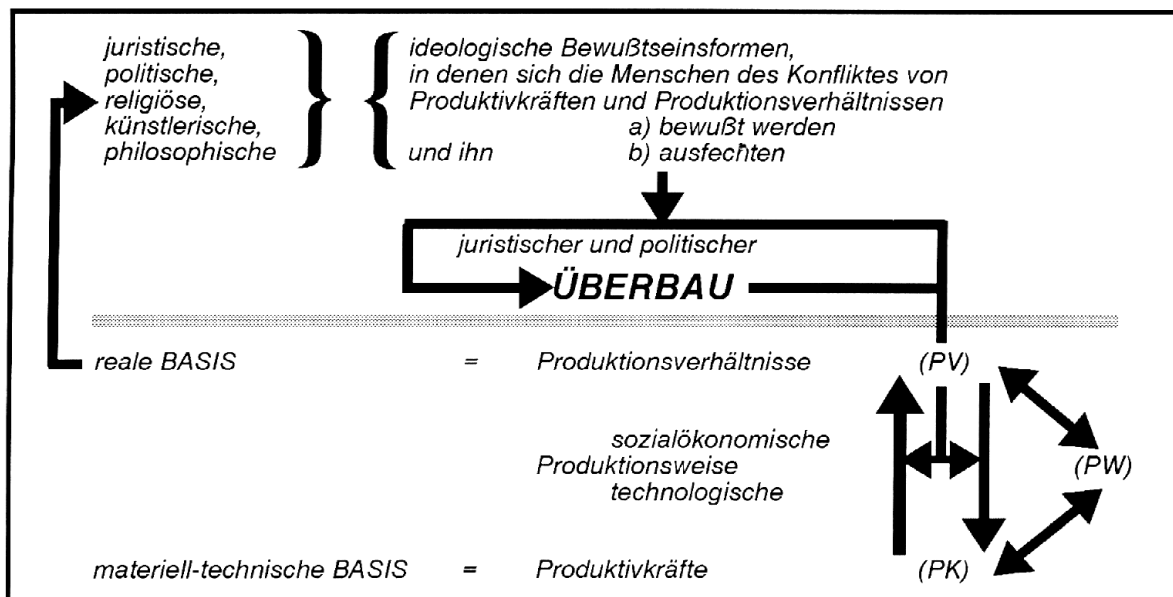 juristische,
politische,
religiöse,
künstlerische,
philosophische
ideologische Bewußtseinsformen,
in denen sich die Menschen des Konfliktes von
Produktivkräften und Produktionsverhältnissen
a) bewußt werden
und ihn b) ausfechten
juristischer und politischer
ÜBERBAU
reale BASIS = Produktionsverhältnisse (PV)
sozialökonomische
Produktionsweise (PW)
technologische
materiell-technische BASIS = Produktivkräfte (PK)